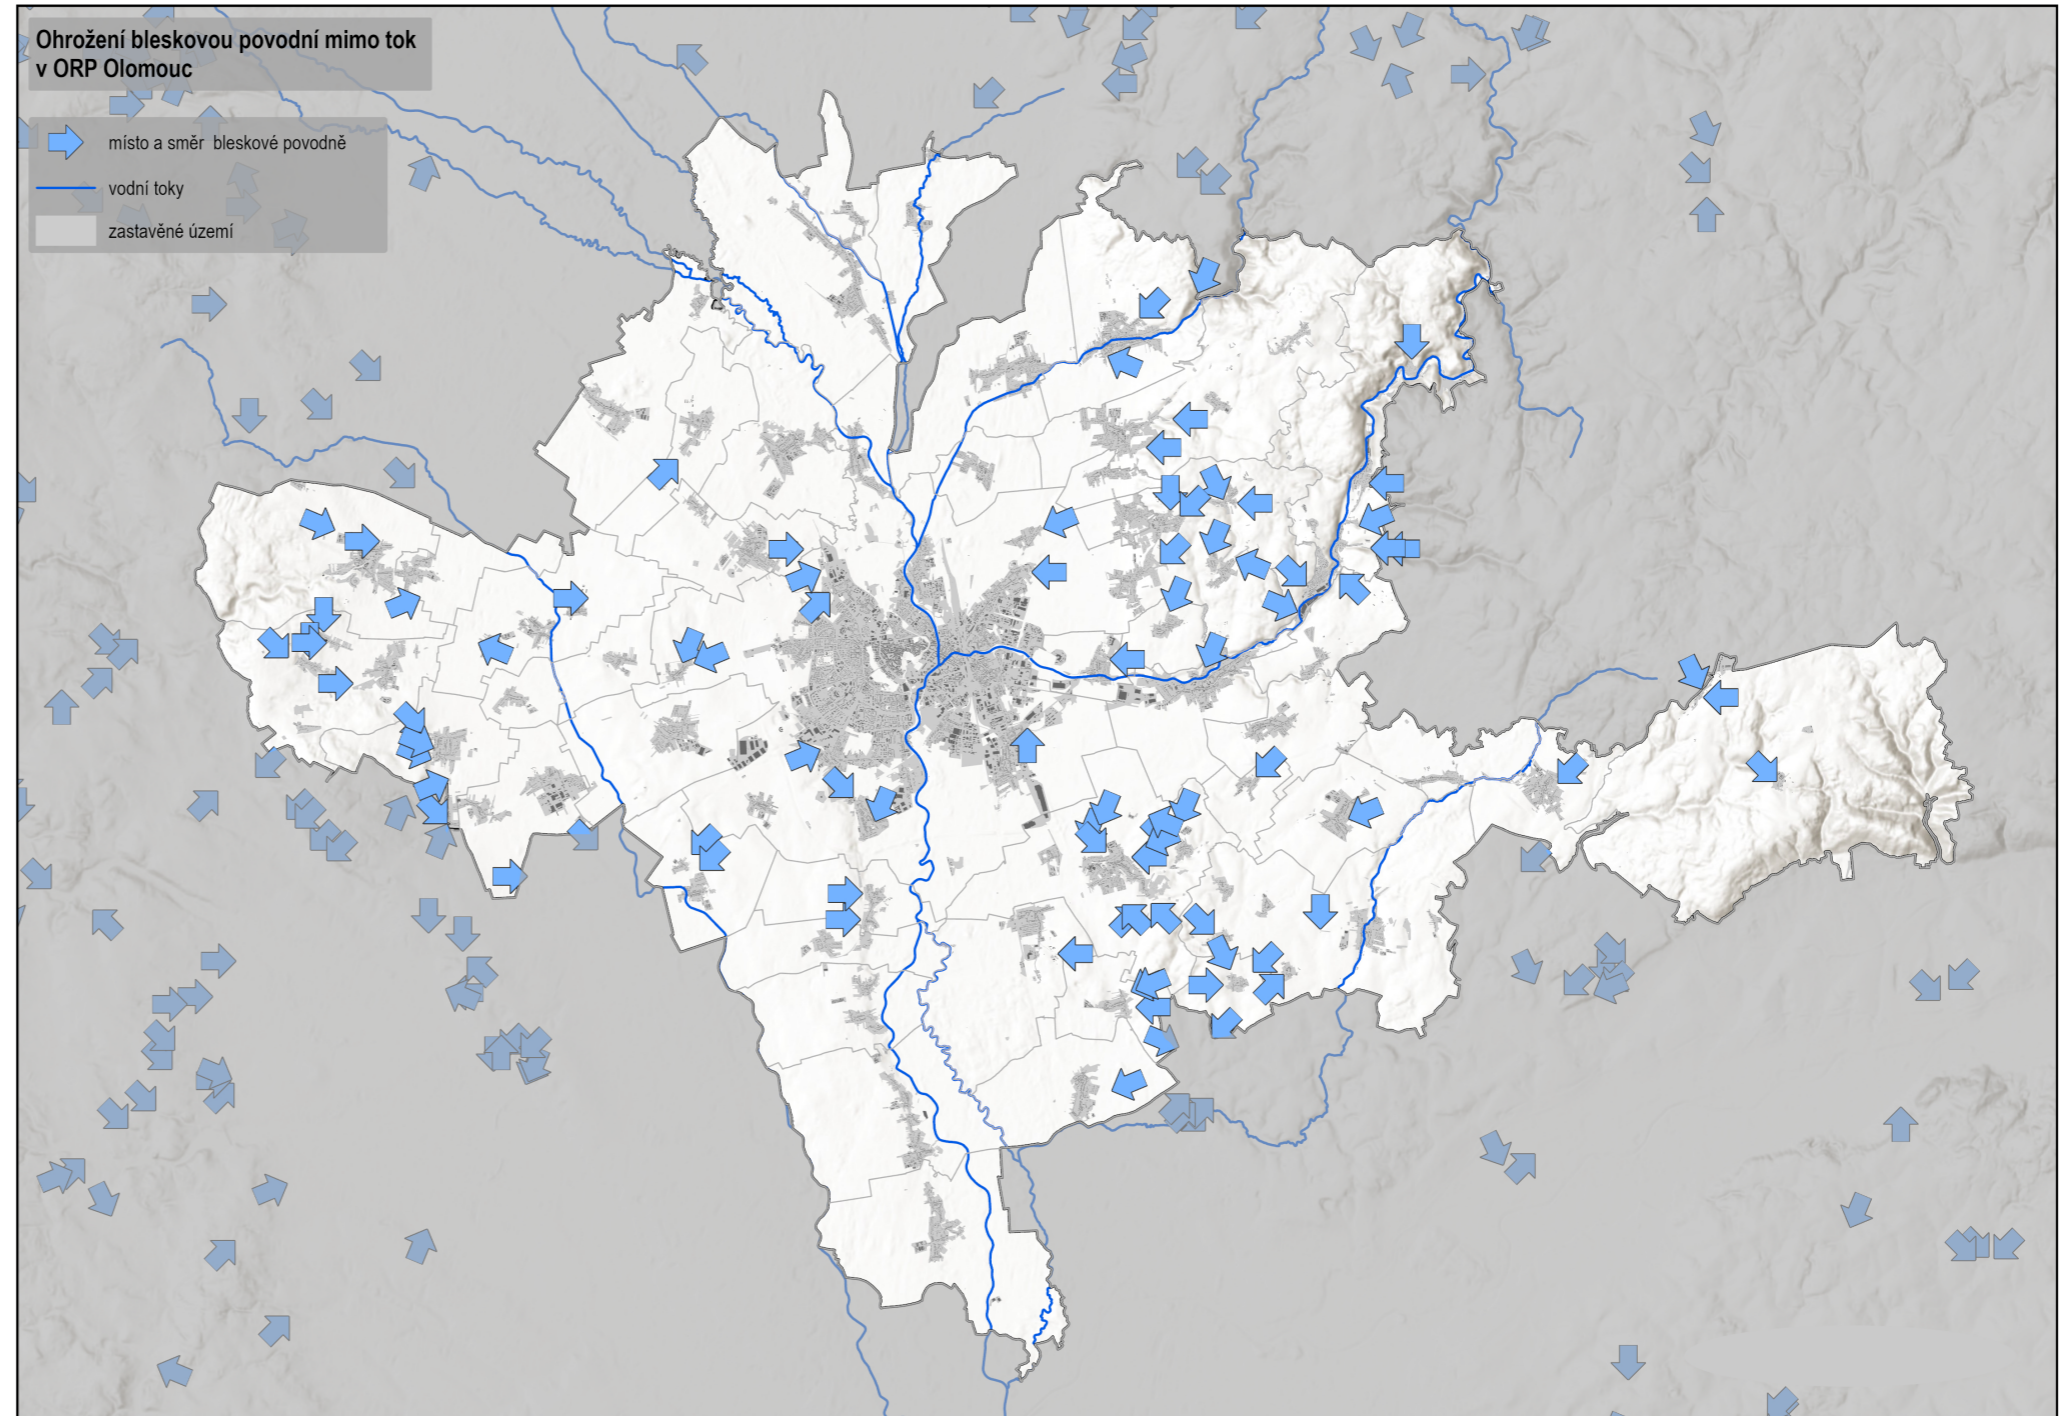 Ohrožení bleskovou povodní mimo tok
v ORP Olomouc
místo a směr bleskové povodně
vodní toky
zastavěné území